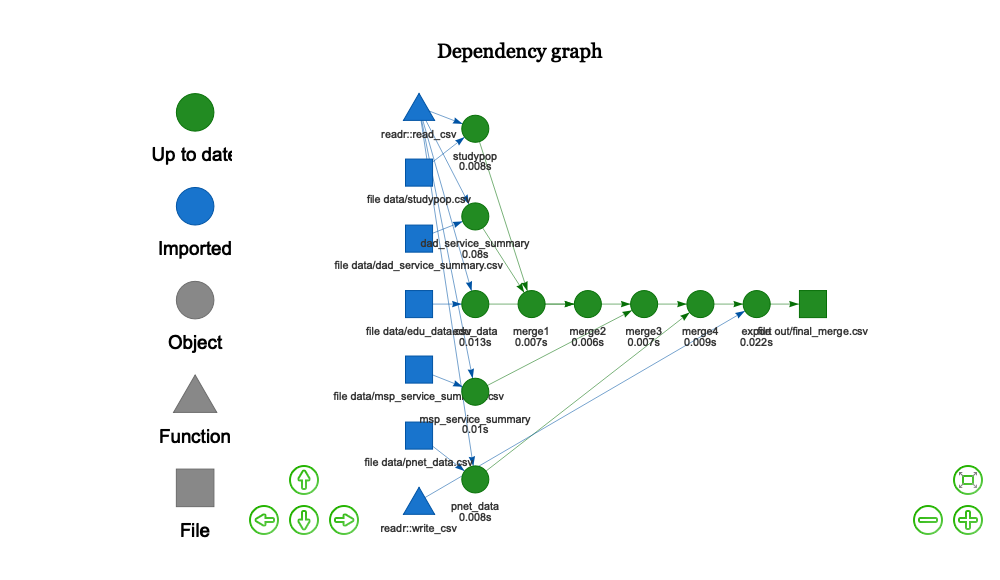 Dependency graph
Up to date
Imported
Object
Function
File
readr::read_csv
studypop
0.008s
file data/studypop.csv
dad_service_summary
0.08s
file data/dad_service_summary.csv
file data/edu_data.csv
edu_data
0.013s
merge1
0.007s
merge2
0.006s
merge3
0.007s
merge4
0.009s
export
0.022s
file out/final_merge.csv
file data/msp_service_summary.csv
msp_service_summary
0.01s
file data/pnet_data.csv
pnet_data
0.008s
readr::write_csv